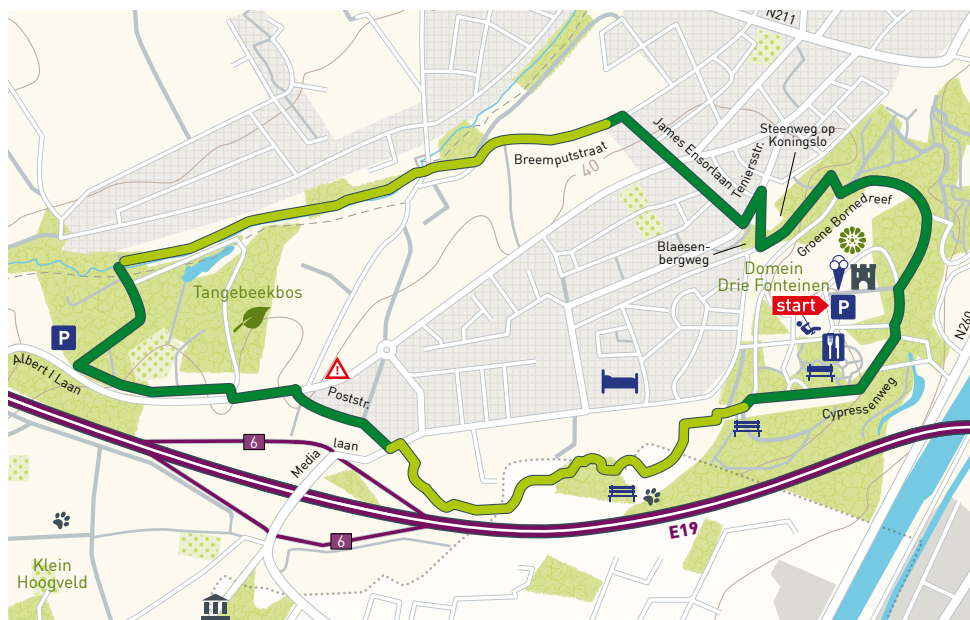 N211
Steenweg op
Koningslo
James Ensorlaan
Teniersstr.
Breemputstraat
40
Groene Bornedreef
Blaesen-
bergweg
Domein
Drie Fonteinen
start
P
Tangebeekbos
P
N260
Albert I Laan
!
Poststr.
Cypressenweg
6
Media
laan
E19
6
Klein
Hoogveld